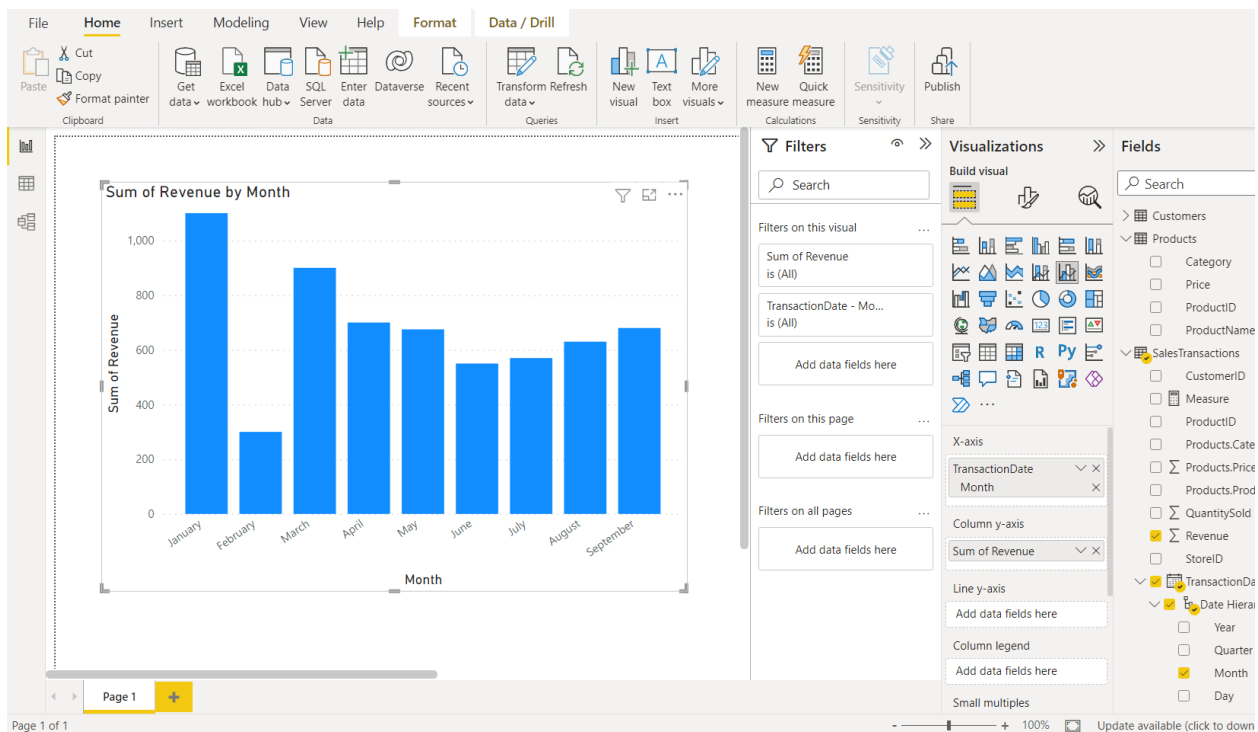 File Home Insert Modeling View Help Format Data / Drill
Paste
Cut
Copy
Format painter
Clipboard
Get data
Excel workbook
Data hub
SQL Server
Enter data
Dataverse
Recent sources
Data
Transform data
Refresh
Queries
New visual
Text box
More visuals
Insert
New measure
Quick measure
Calculations
Sensitivity
Sensitivity
Publish
Share
Sum of Revenue by Month
Sum of Revenue
1,000
800
600
400
200
0
January February March April May June July August September
Month
Filters
Search
Filters on this visual ...
Sum of Revenue
is (All)
TransactionDate - Mo...
is (All)
Add data fields here
Filters on this page ...
Add data fields here
Filters on all pages ...
Add data fields here
Visualizations
Build visual
123
R Py
...
X-axis
TransactionDate
Month
Column y-axis
Sum of Revenue
Line y-axis
Add data fields here
Column legend
Add data fields here
Small multiples
Fields
Search
Customers
Products
Category
Price
ProductID
ProductName
SalesTransactions
CustomerID
Measure
ProductID
Products.Cate
Products.Price
Products.Prod
QuantitySold
Revenue
StoreID
TransactionDa
Date Hierar
Year
Quarter
Month
Day
Page 1
Page 1 of 1
- + 100%
Update available (click to down